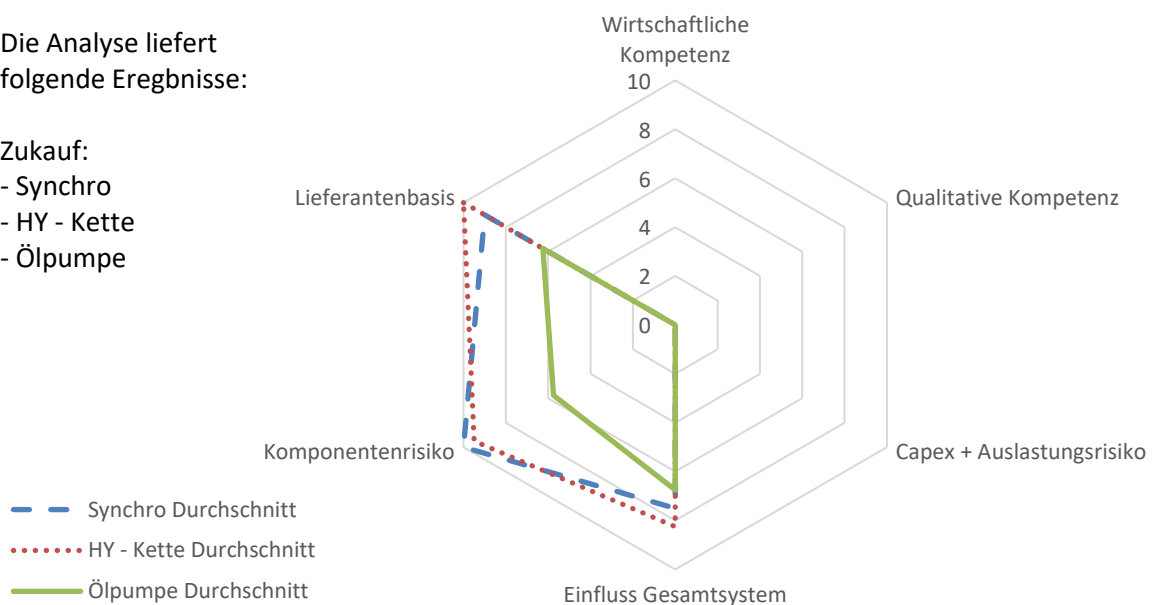 Die Analyse liefert
folgende Eregbnisse:
Zukauf:
- Synchro
- HY - Kette
- Ölpumpe
Wirtschaftliche
Kompetenz
10
8
6
4
2
0
Qualitative Kompetenz
Capex + Auslastungsrisiko
Einfluss Gesamtsystem
Komponentenrisiko
Lieferantenbasis
Synchro Durchschnitt
HY - Kette Durchschnitt
Ölpumpe Durchschnitt